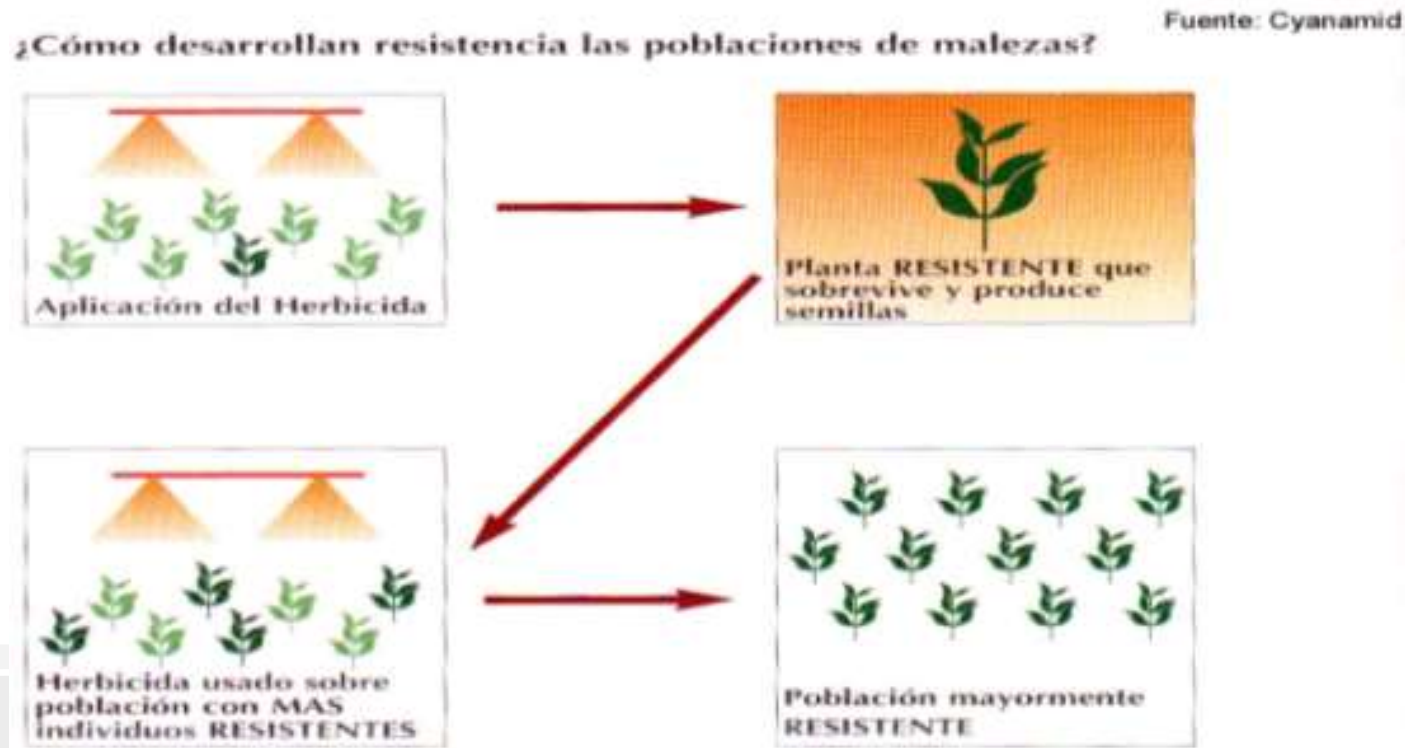 Fuente: Cyanamid
¿Cómo desarrollan resistencia las poblaciones de malezas?
Aplicación del Herbicida
Planta RESISTENTE que
sobrevive y produce
semillas
Herbicida usado sobre
población con MAS
individuos RESISTENTES
Población mayormente
RESISTENTE